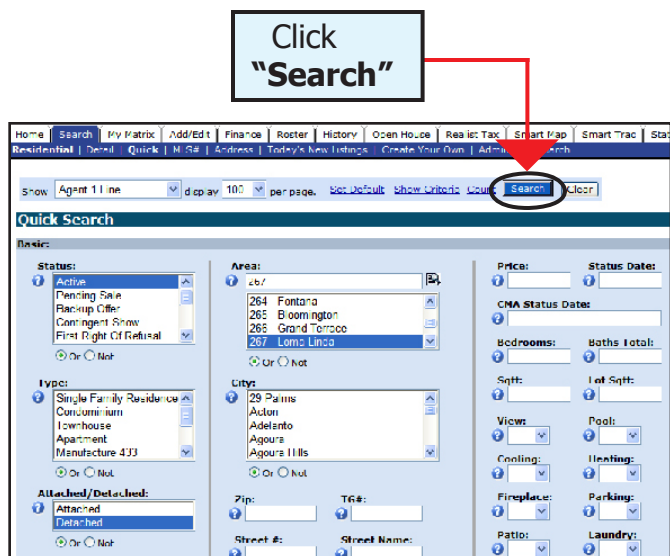 Click
“Search”
Home Search My Matrix Add/Edit Finance Roster History Open House Realist Tax Smart Map Smart Trac Stat
Residential | Detail | Quick | MLS# | Address | Today's New Listings | Create Your Own |
Show Agent 1 Line display 100 per page. Set Default Show Criteria Count Search Clear
Quick Search
Basic:
Status: Area: Price: Status Date:
Active 267
Pending Sale 264 Fontana CMA Status Date:
Backup Offer 265 Bloomington
Contingent Show 266 Grand Terrace Bedrooms: Baths Total:
First Right Of Refusal 267 Loma Linda
Or Not Or Not
Type: City: Sqft: Lot Sqft:
Single Family Residence 29 Palms
Condominium Acton View: Pool:
Townhouse Adelanto
Apartment Agoura
Manufacture 433 Agoura Hills Cooling: Heating:
Or Not Or Not
Attached/Detached: Zip: TG#: Fireplace: Parking:
Attached
Detached
Or Not Street #: Street Name: Patio: Laundry: